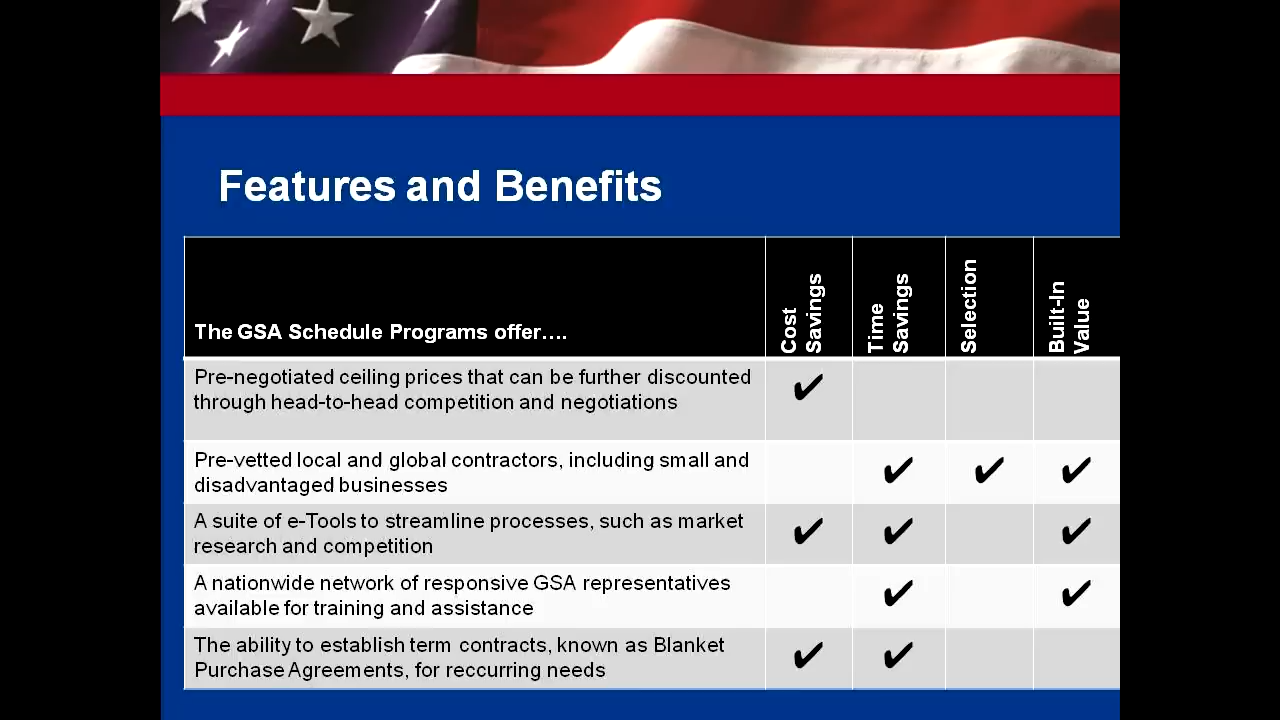 Features and Benefits
The GSA Schedule Programs offer....
Cost
Savings
Time
Savings
Selection
Built-In
Value
Pre-negotiated ceiling prices that can be further discounted
through head-to-head competition and negotiations
✔
Pre-vetted local and global contractors, including small and
disadvantaged businesses
✔ ✔ ✔
A suite of e-Tools to streamline processes, such as market
research and competition
✔ ✔ ✔
A nationwide network of responsive GSA representatives
available for training and assistance
✔ ✔
The ability to establish term contracts, known as Blanket
Purchase Agreements, for reccurring needs
✔ ✔